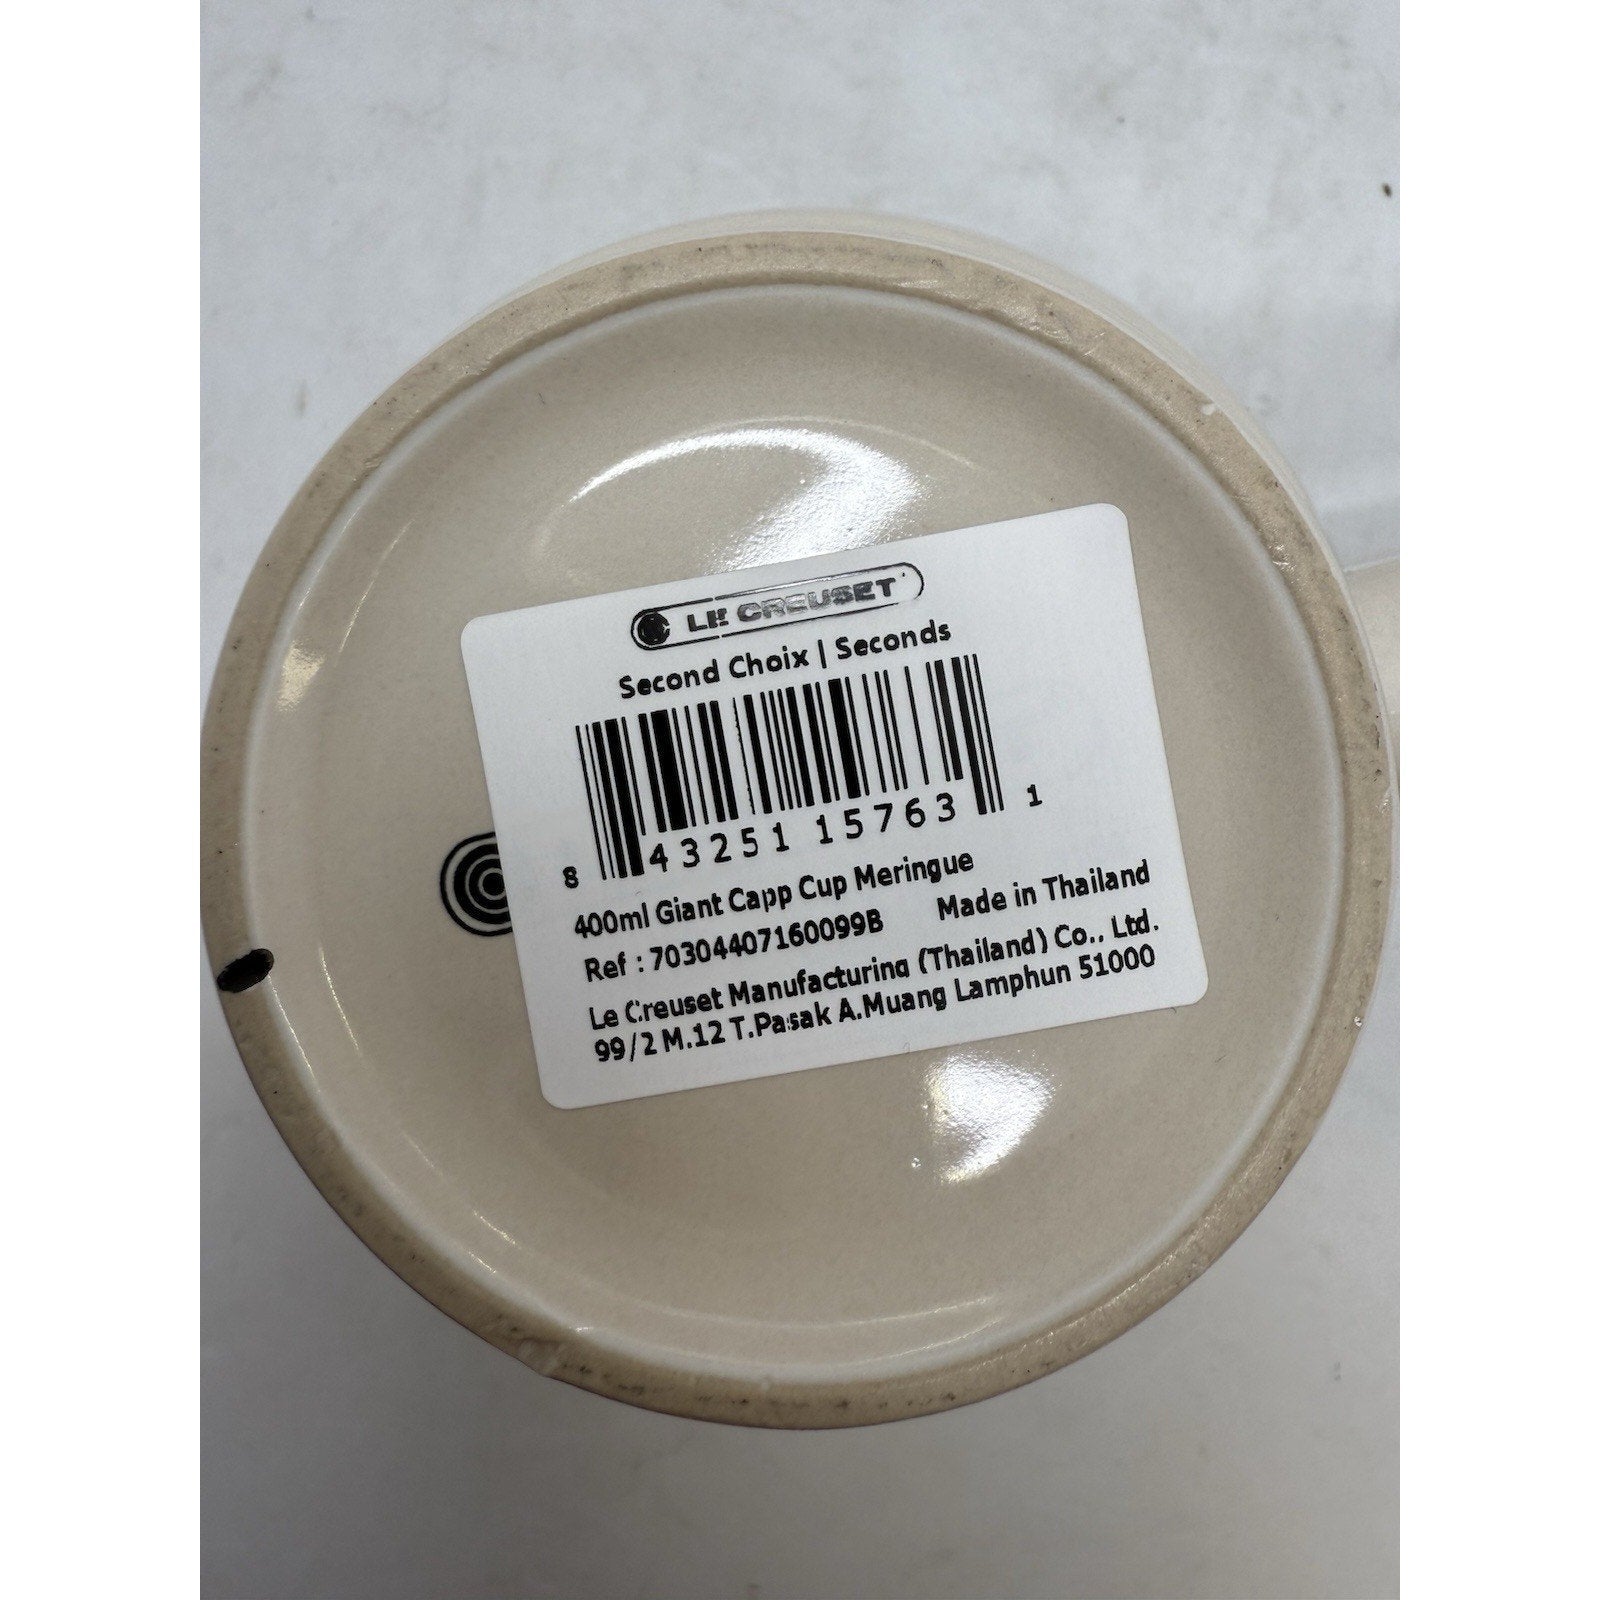 LE CREUSET
Second Choix | Seconds
8 43251 15763 1
400ml Giant Capp Cup Meringue
Ref : 70304407160099B Made in Thailand
Le Creuset Manufacturing (Thailand) Co., Ltd.
99/2 M.12 T.Pasak A.Muang Lamphun 51000